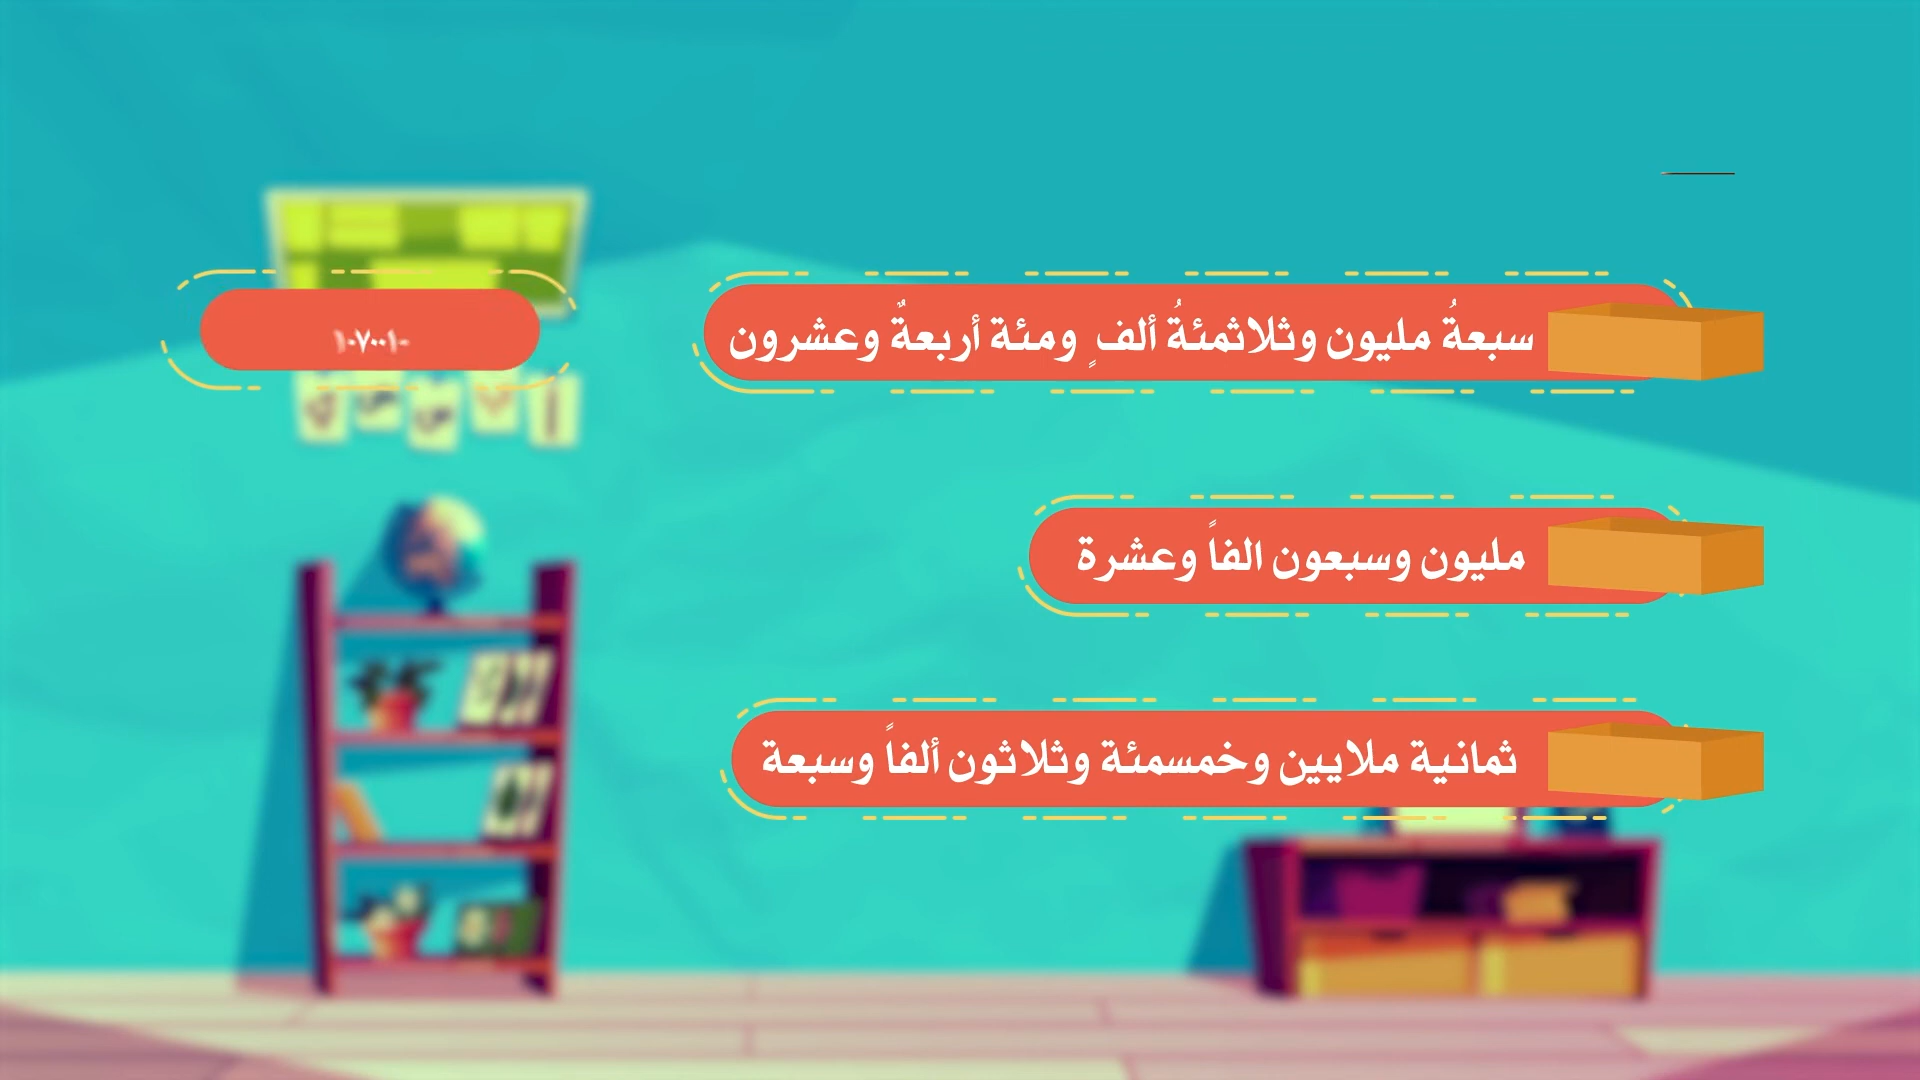 سبعةُ مليون وثلاثمئةُ ألف ٍ ومئة أربعةٌ وعشرون
١٠٧٠٠١٠
مليون وسبعون الفاً وعشرة
ثمانية ملايين وخمسمئة وثلاثون ألفاً وسبعة